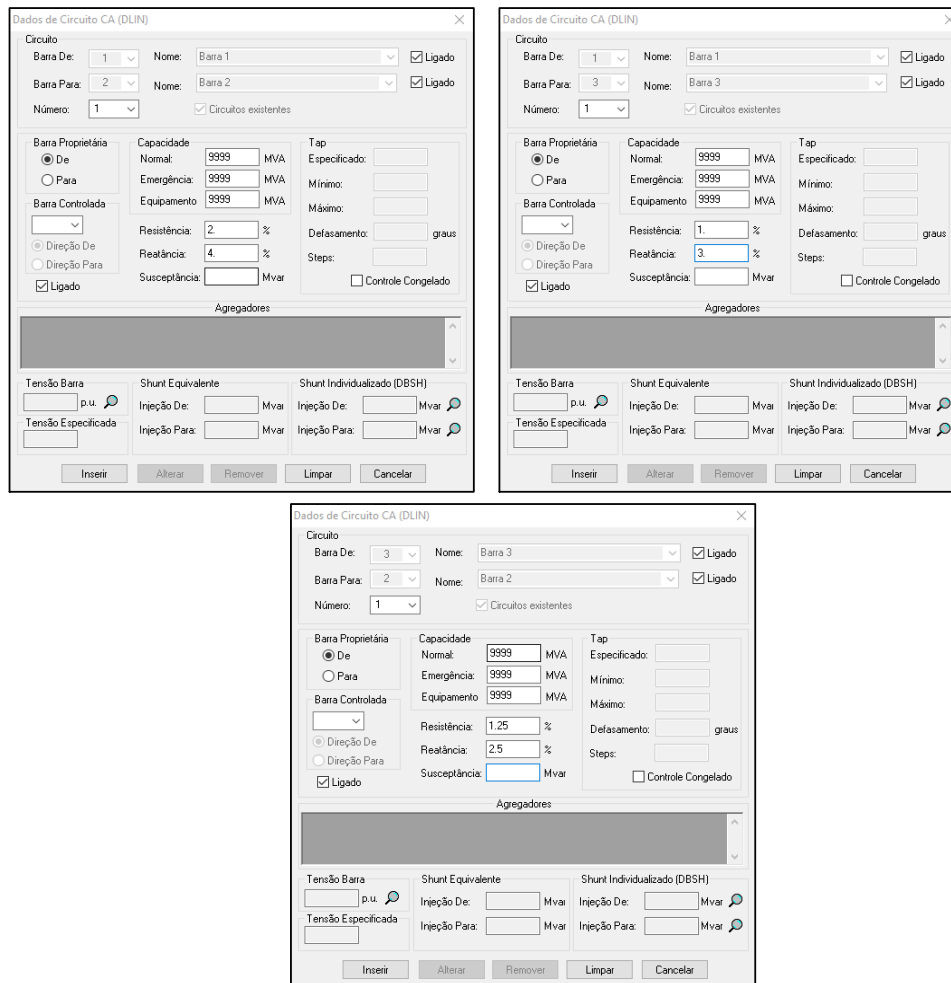 Dados de Circuito CA (DLIN)
Circuito
Barra De: 1 Nome: Barra 1 Ligado
Barra Para: 2 Nome: Barra 2 Ligado
Número: 1 Circuitos existentes
Barra Proprietária Capacidade Tap
De Normal: 9999 MVA Especificado:
Para Emergência: 9999 MVA Mínimo:
Equipamento 9999 MVA Máximo:
Barra Controlada
Resistência: 2. % Defasamento: graus
Direção De Reatância: 4. % Steps:
Direção Para
Ligado Susceptância: Mvar Controle Congelado
Agregadores
Tensão Barra Shunt Equivalente Shunt Individualizado (DBSH)
p.u. Injeção De: Mvar Injeção De: Mvar
Tensão Especificada Injeção Para: Mvar Injeção Para: Mvar
Inserir Alterar Remover Limpar Cancelar
Dados de Circuito CA (DLIN)
Circuito
Barra De: 1 Nome: Barra 1 Ligado
Barra Para: 3 Nome: Barra 3 Ligado
Número: 1 Circuitos existentes
Barra Proprietária Capacidade Tap
De Normal: 9999 MVA Especificado:
Para Emergência: 9999 MVA Mínimo:
Equipamento 9999 MVA Máximo:
Barra Controlada
Resistência: 1. % Defasamento: graus
Direção De Reatância: 3. % Steps:
Direção Para
Ligado Susceptância: Mvar Controle Congelado
Agregadores
Tensão Barra Shunt Equivalente Shunt Individualizado (DBSH)
p.u. Injeção De: Mvar Injeção De: Mvar
Tensão Especificada Injeção Para: Mvar Injeção Para: Mvar
Inserir Alterar Remover Limpar Cancelar
Dados de Circuito CA (DLIN)
Circuito
Barra De: 3 Nome: Barra 3 Ligado
Barra Para: 2 Nome: Barra 2 Ligado
Número: 1 Circuitos existentes
Barra Proprietária Capacidade Tap
De Normal: 9999 MVA Especificado:
Para Emergência: 9999 MVA Mínimo:
Equipamento 9999 MVA Máximo:
Barra Controlada
Resistência: 1.25 % Defasamento: graus
Direção De Reatância: 2.5 % Steps:
Direção Para
Ligado Susceptância: Mvar Controle Congelado
Agregadores
Tensão Barra Shunt Equivalente Shunt Individualizado (DBSH)
p.u. Injeção De: Mvar Injeção De: Mvar
Tensão Especificada Injeção Para: Mvar Injeção Para: Mvar
Inserir Alterar Remover Limpar Cancelar